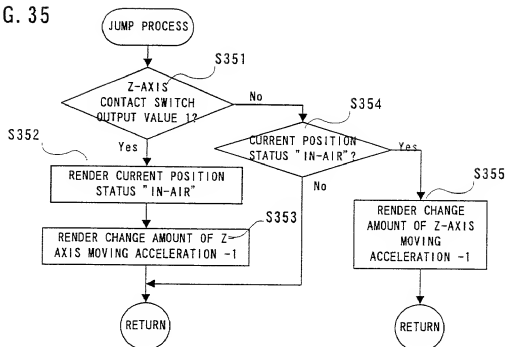 G. 35
JUMP PROCESS
S351
Z-AXIS
CONTACT SWITCH
OUTPUT VALUE 1?
No
Yes
S352
RENDER CURRENT POSITION
STATUS "IN-AIR"
S353
RENDER CHANGE AMOUNT OF Z-
AXIS MOVING ACCELERATION -1
RETURN
S354
CURRENT POSITION
STATUS "IN-AIR"?
Yes
No
S355
RENDER CHANGE
AMOUNT OF Z-AXIS
MOVING
ACCELERATION -1
RETURN